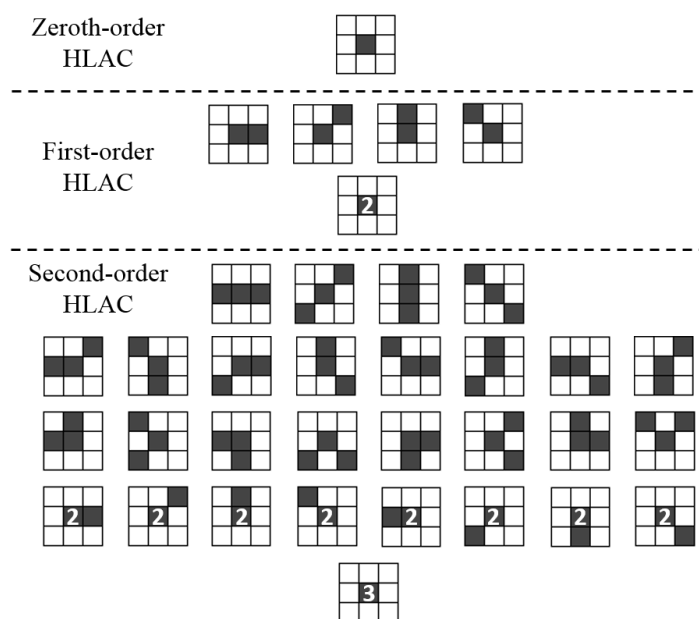 Zeroth-order
HLAC
First-order
HLAC
2
Second-order
HLAC
2 2 2 2 2 2 2 2
3